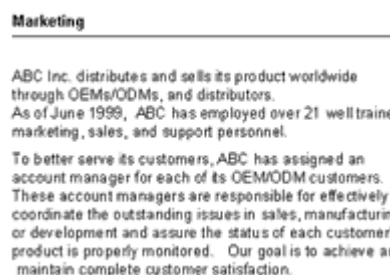 Marketing
ABC Inc. distributes and sells its product worldwide
through OEMs/ODMs, and distributors.
As of June 1999, ABC has employed over 21 well traine
marketing, sales, and support personnel.
To better serve its customers, ABC has assigned an
account manager for each of its OEM/ODM customers.
These account managers are responsible for effectively
coordinate the outstanding issues in sales, manufacturin
or development and assure the status of each customer
product is properly monitored. Our goal is to achieve a
maintain complete customer satisfaction.